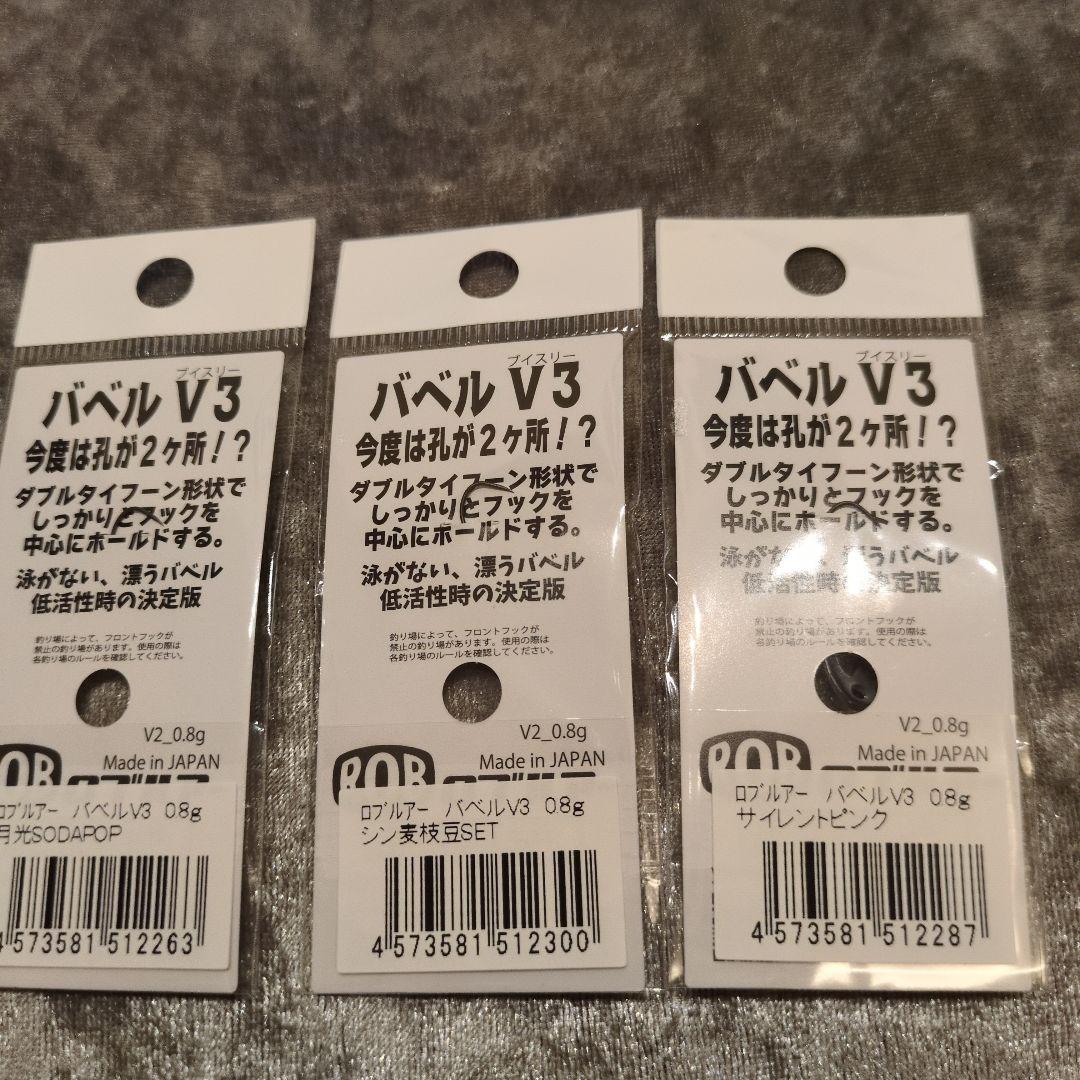 ブイスリー
バベル V3
今度は孔が2ヶ所!?
ダブルタイフーン形状で
しっかりとフックを
中心にホールドする。
泳がない、漂うバベル
低活性時の決定版
釣り場によって、フロントフックが
禁止の釣り場があります。使用の際は
各釣り場のルールを確認してください。
V2_0.8g
Made in JAPAN
ロブルアー バベルV3 0.8g
月光SODAPOP
4 573581 512263
ブイスリー
バベル V3
今度は孔が2ヶ所!?
ダブルタイフーン形状で
しっかりとフックを
中心にホールドする。
泳がない、漂うバベル
低活性時の決定版
釣り場によって、フロントフックが
禁止の釣り場があります。使用の際は
各釣り場のルールを確認してください。
V2_0.8g
Made in JAPAN
ROB
ロブルアー バベルV3 0.8g
シン麦枝豆SET
4 573581 512300
ブイスリー
バベル V3
今度は孔が2ヶ所!?
ダブルタイフーン形状で
しっかりとフックを
中心にホールドする。
泳がない、漂うバベル
低活性時の決定版
釣り場によって、フロントフックが
禁止の釣り場があります。使用の際は
各釣り場のルールを確認してください。
V2_0.8g
Made in JAPAN
ROB
ロブルアー バベルV3 0.8g
サイレントピンク
4 573581 512287